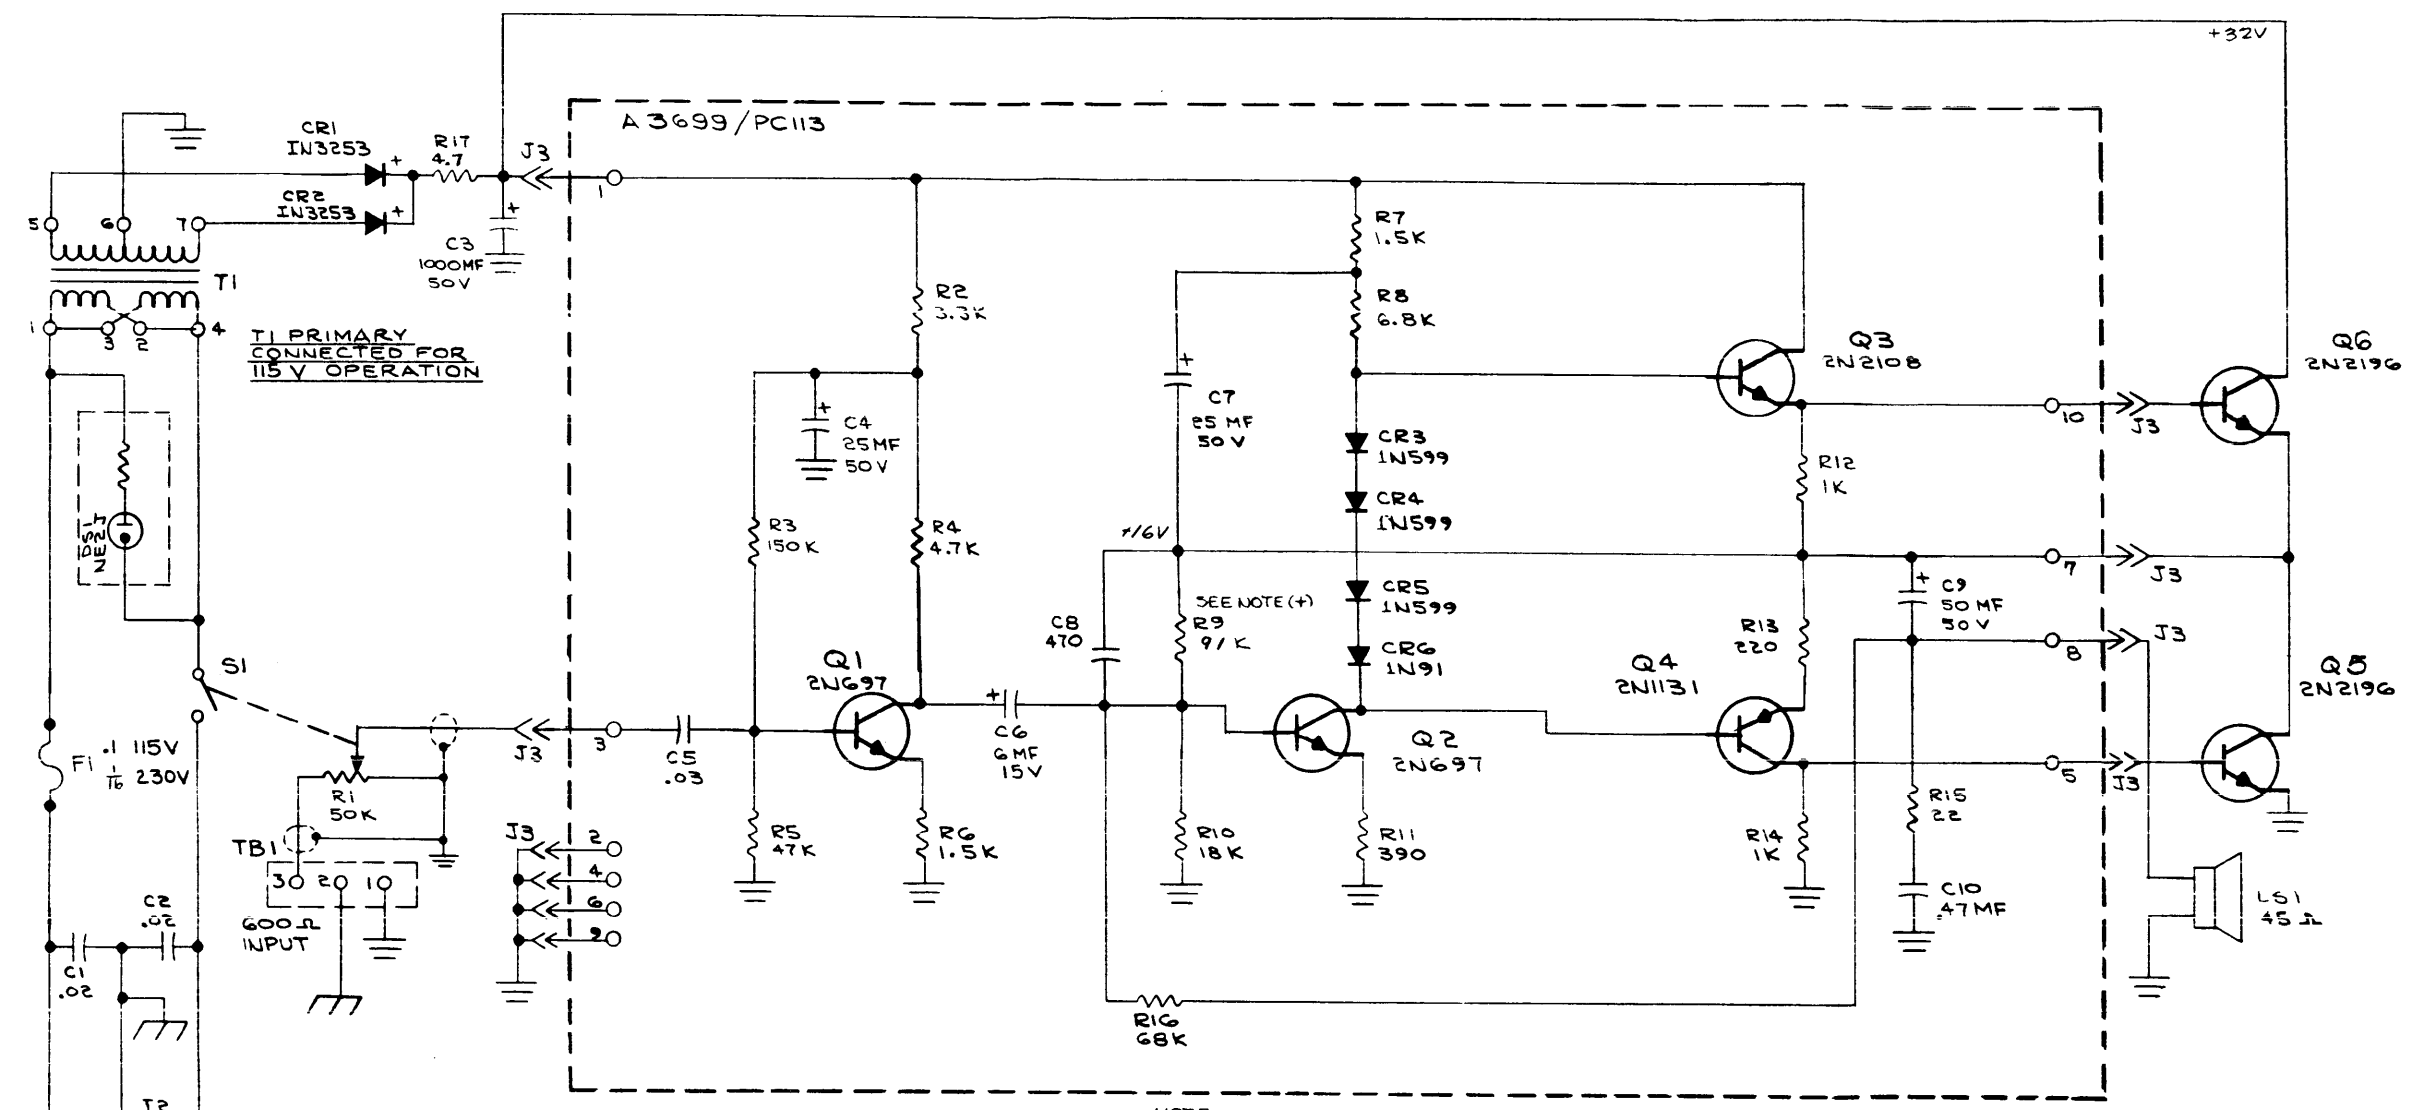 +32V
A3699/PC113
CR1
IN3253
+
R17
4.7
J3
1
CR2
IN3253
+
5
6
7
+
C3
1000MF
50V
T1
1
3
2
4
T1 PRIMARY
CONNECTED FOR
115V OPERATION
R2
3.3K
R7
1.5K
R8
6.8K
Q3
2N2108
Q6
2N2196
+
C4
25MF
50V
+
C7
25 MF
50V
CR3
1N599
CR4
1N599
10
J3
R12
1K
DS1
NE2J
R3
150K
R4
4.7K
+16V
7
J3
SEE NOTE (+)
R9
91K
C8
470
CR5
1N599
CR6
1N91
R13
220
+
C9
50MF
50V
8
J3
S1
Q1
2N697
Q4
2N1131
Q5
2N2196
F1
.1 115V
1/16 230V
J3
3
C5
.03
+
C6
6MF
15V
Q2
2N697
5
J3
R1
50K
R15
22
TB1
3
2
1
600Ω
INPUT
J3
2
4
6
9
R5
47K
R6
1.5K
R10
18K
R11
390
R14
1K
C10
.47MF
LS1
45Ω
C2
.02
C1
.02
R16
68K